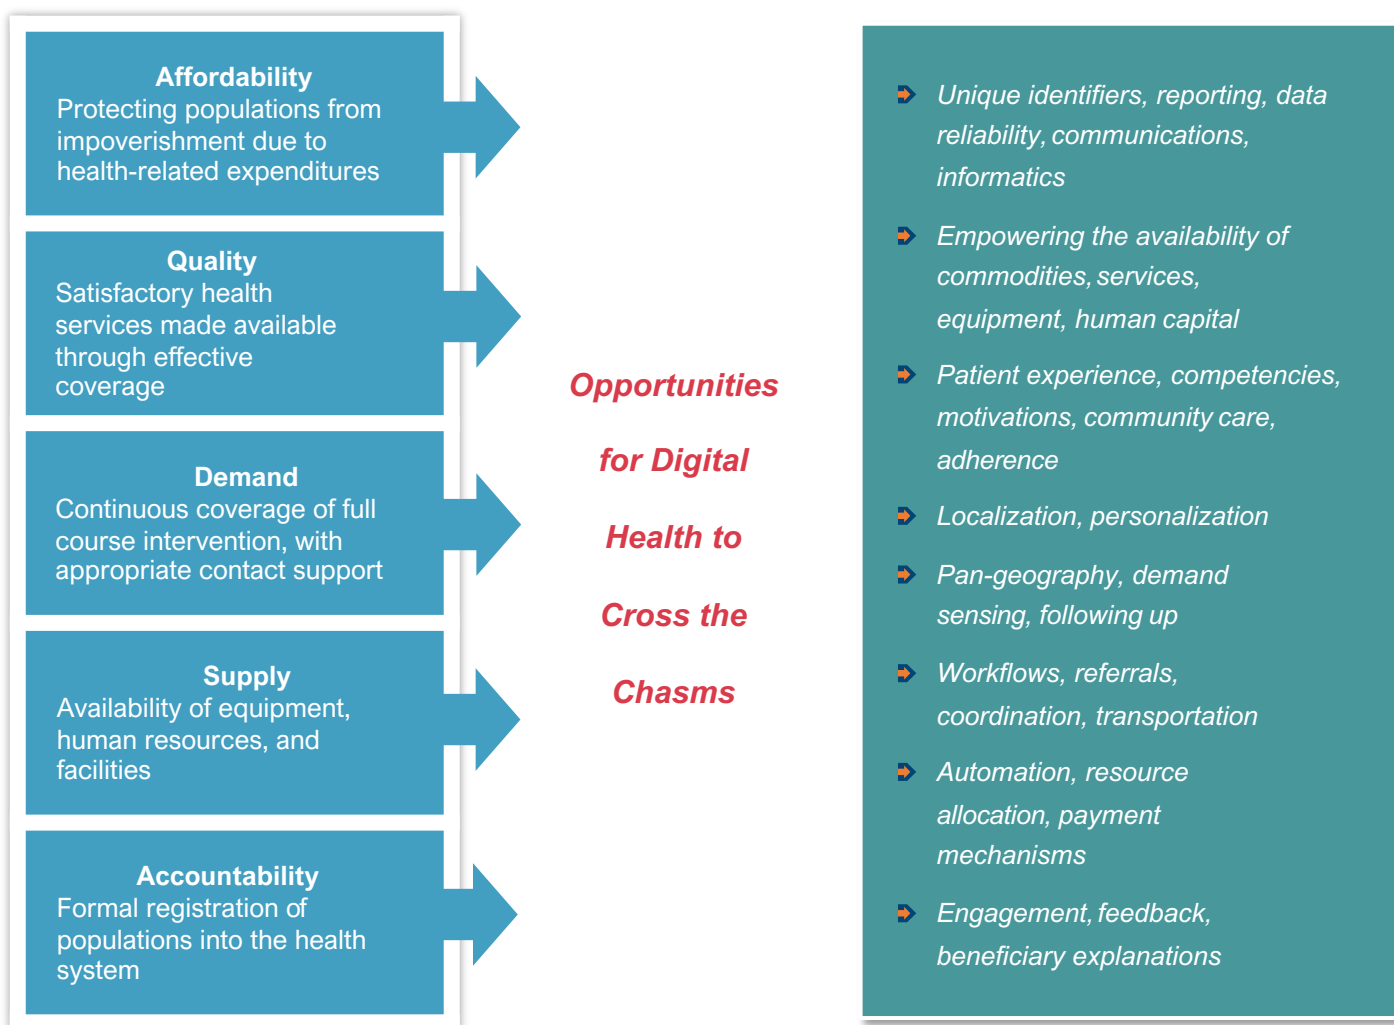 Affordability
Protecting populations from
impoverishment due to
health-related expenditures
Quality
Satisfactory health
services made available
through effective
coverage
Demand
Continuous coverage of full
course intervention, with
appropriate contact support
Supply
Availability of equipment,
human resources, and
facilities
Accountability
Formal registration of
populations into the health
system
Opportunities
for Digital
Health to
Cross the
Chasms
Unique identifiers, reporting, data
reliability, communications,
informatics
Empowering the availability of
commodities, services,
equipment, human capital
Patient experience, competencies,
motivations, community care,
adherence
Localization, personalization
Pan-geography, demand
sensing, following up
Workflows, referrals,
coordination, transportation
Automation, resource
allocation, payment
mechanisms
Engagement, feedback,
beneficiary explanations